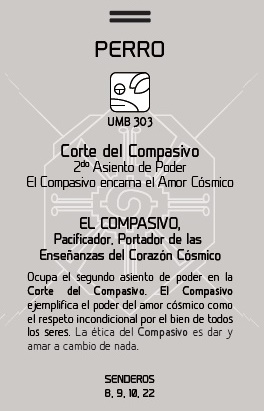 PERRO
UMB 303
Corte del Compasivo
2do Asiento de Poder
El Compasivo encarna el Amor Cósmico
EL COMPASIVO,
Pacificador, Portador de las
Enseñanzas del Corazón Cósmico
Ocupa el segundo asiento de poder en la
Corte del Compasivo. El Compasivo
ejemplifica el poder del amor cósmico como
el respeto incondicional por el bien de todos
los seres. La ética del Compasivo es dar y
amar a cambio de nada.
SENDEROS
8, 9, 10, 22